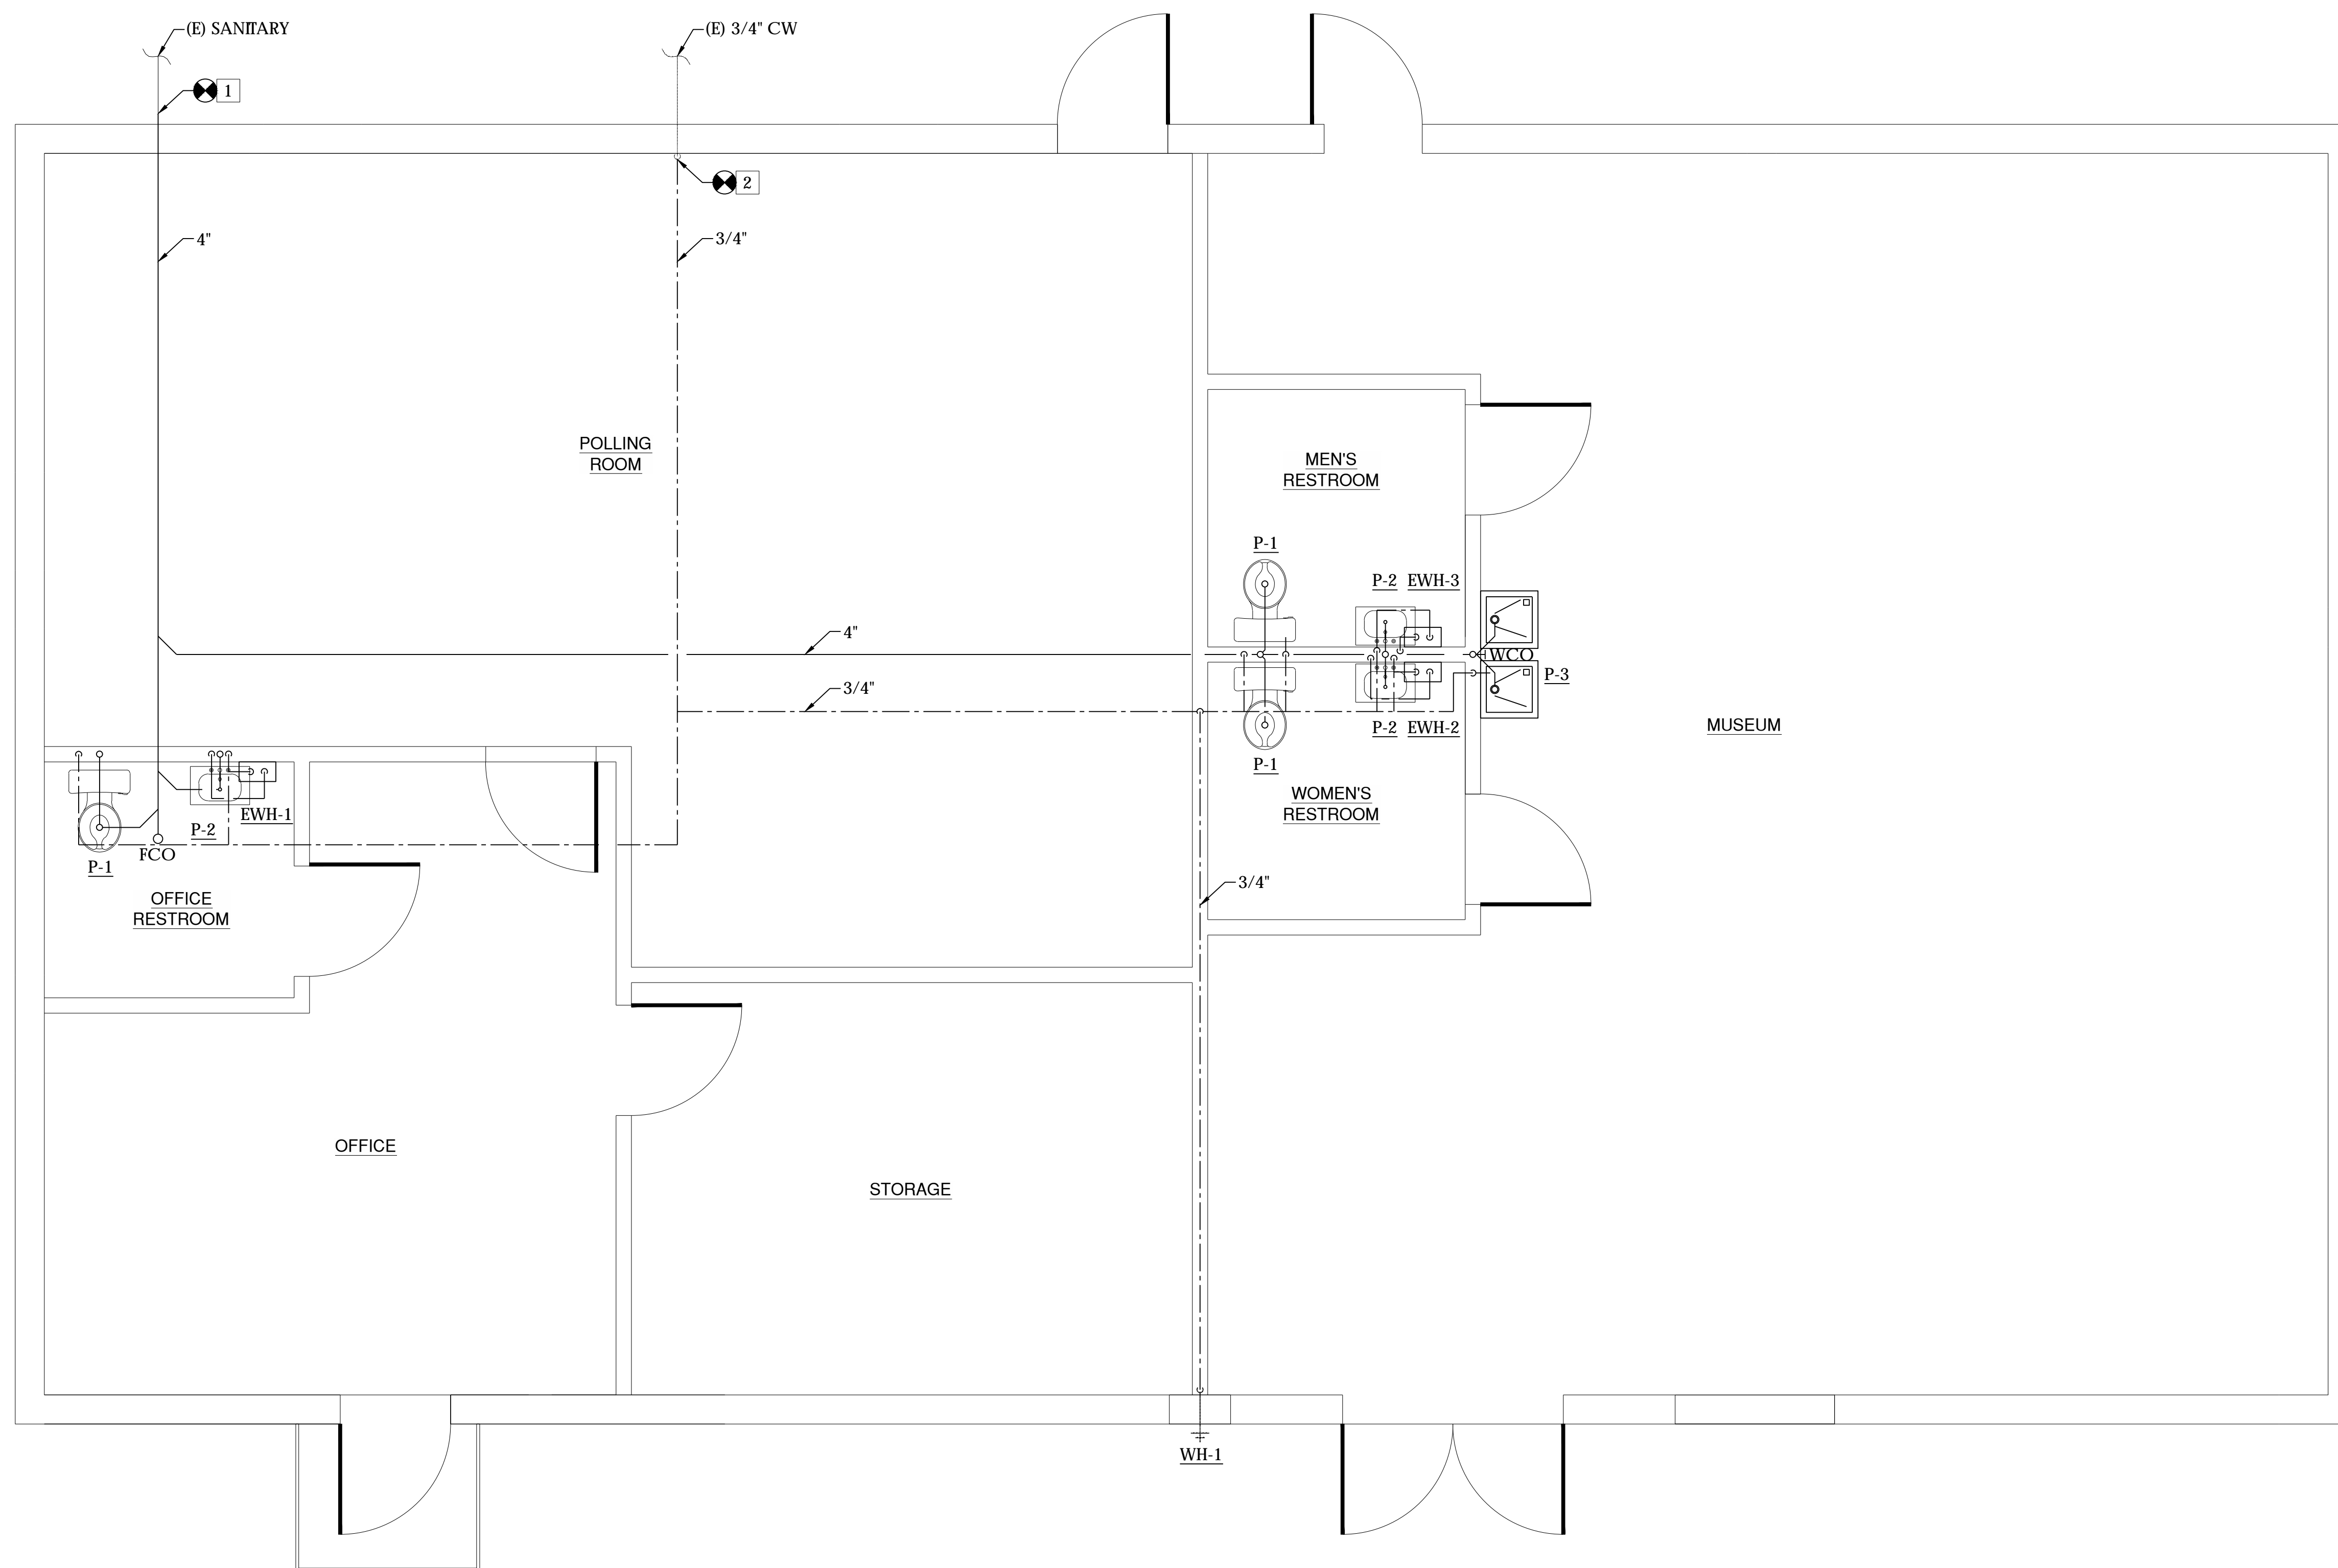 (E) SANITARY
(E) 3/4" CW
1
2
4"
3/4"
POLLING
ROOM
MEN'S
RESTROOM
P-1
P-2 EWH-3
4"
WCO
3/4"
P-3
MUSEUM
P-2 EWH-2
P-1
WOMEN'S
RESTROOM
EWH-1
P-2
FCO
P-1
3/4"
OFFICE
RESTROOM
OFFICE
STORAGE
WH-1